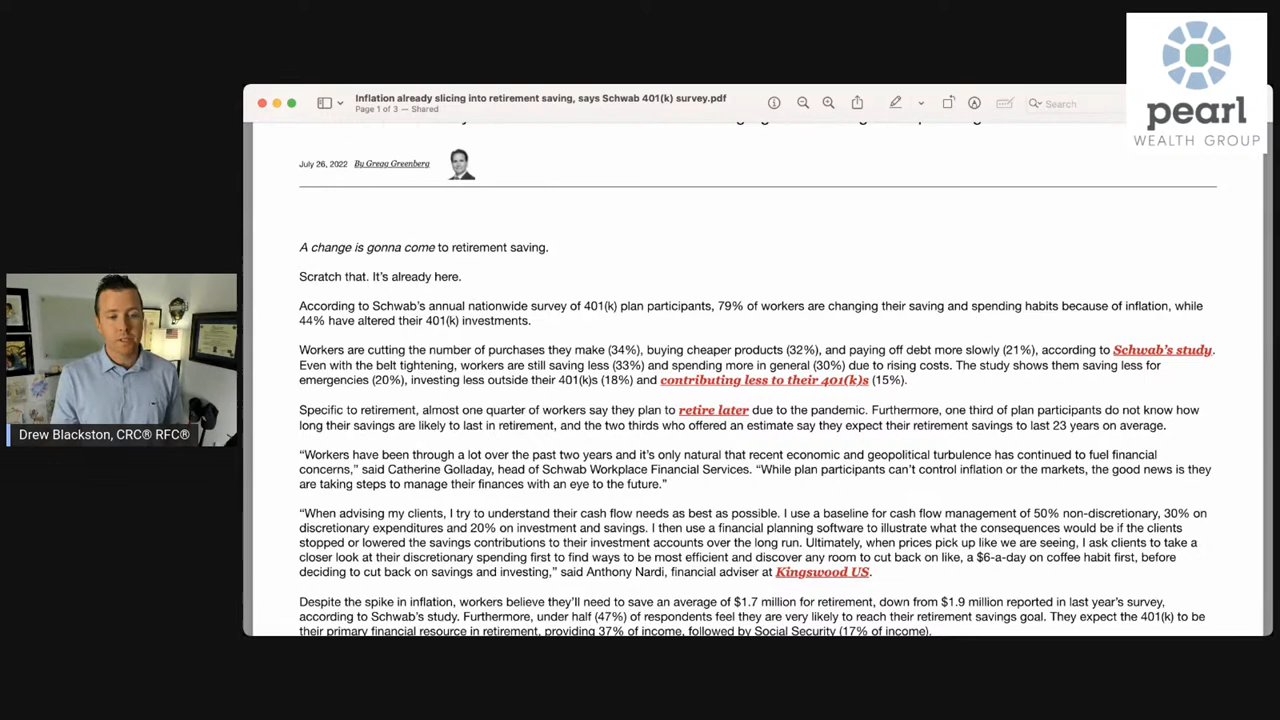 Inflation already slicing into retirement saving, says Schwab 401(k) survey.pdf
Page 1 of 3 — Shared
Search
pearl
WEALTH GROUP
July 26, 2022 By Gregg Greenberg
A change is gonna come to retirement saving.
Scratch that. It's already here.
According to Schwab's annual nationwide survey of 401(k) plan participants, 79% of workers are changing their saving and spending habits because of inflation, while
44% have altered their 401(k) investments.
Workers are cutting the number of purchases they make (34%), buying cheaper products (32%), and paying off debt more slowly (21%), according to Schwab's study.
Even with the belt tightening, workers are still saving less (33%) and spending more in general (30%) due to rising costs. The study shows them saving less for
emergencies (20%), investing less outside their 401(k)s (18%) and contributing less to their 401(k)s (15%).
Specific to retirement, almost one quarter of workers say they plan to retire later due to the pandemic. Furthermore, one third of plan participants do not know how
long their savings are likely to last in retirement, and the two thirds who offered an estimate say they expect their retirement savings to last 23 years on average.
“Workers have been through a lot over the past two years and it's only natural that recent economic and geopolitical turbulence has continued to fuel financial
concerns,” said Catherine Golladay, head of Schwab Workplace Financial Services. “While plan participants can't control inflation or the markets, the good news is they
are taking steps to manage their finances with an eye to the future.”
“When advising my clients, I try to understand their cash flow needs as best as possible. I use a baseline for cash flow management of 50% non-discretionary, 30% on
discretionary expenditures and 20% on investment and savings. I then use a financial planning software to illustrate what the consequences would be if the clients
stopped or lowered the savings contributions to their investment accounts over the long run. Ultimately, when prices pick up like we are seeing, I ask clients to take a
closer look at their discretionary spending first to find ways to be most efficient and discover any room to cut back on like, a $6-a-day on coffee habit first, before
deciding to cut back on savings and investing,” said Anthony Nardi, financial adviser at Kingswood US.
Despite the spike in inflation, workers believe they'll need to save an average of $1.7 million for retirement, down from $1.9 million reported in last year's survey,
according to Schwab's study. Furthermore, under half (47%) of respondents feel they are very likely to reach their retirement savings goal. They expect the 401(k) to be
their primary financial resource in retirement, providing 37% of income, followed by Social Security (17% of income).
Drew Blackston, CRC® RFC®